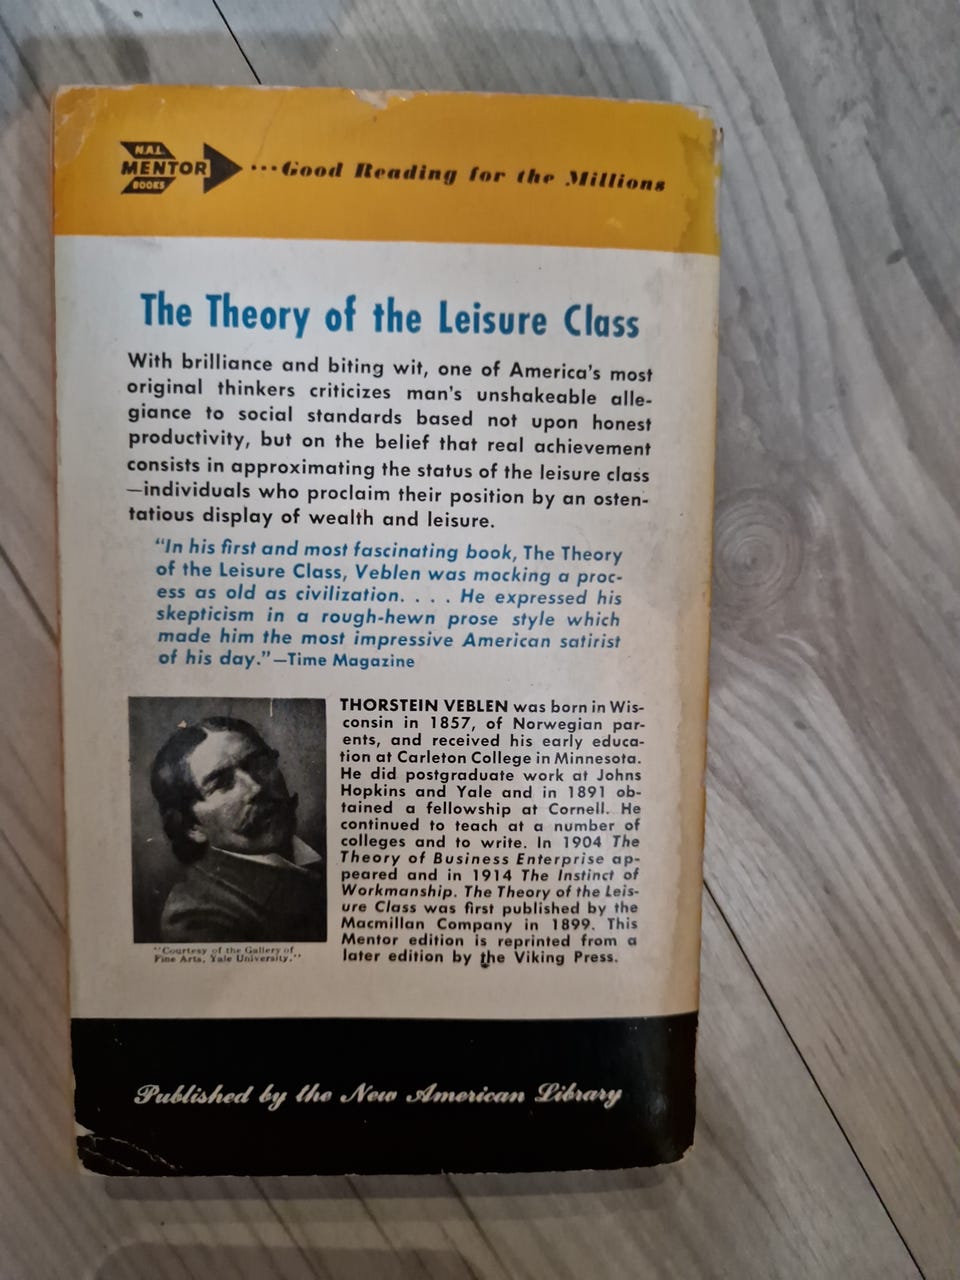 NAL
MENTOR
BOOKS
...Good Reading for the Millions
The Theory of the Leisure Class
With brilliance and biting wit, one of America's most
original thinkers criticizes man's unshakeable alle-
giance to social standards based not upon honest
productivity, but on the belief that real achievement
consists in approximating the status of the leisure class
—individuals who proclaim their position by an osten-
tatious display of wealth and leisure.
"In his first and most fascinating book, The Theory
of the Leisure Class, Veblen was mocking a proc-
ess as old as civilization. . . . He expressed his
skepticism in a rough-hewn prose style which
made him the most impressive American satirist
of his day."—Time Magazine
THORSTEIN VEBLEN was born in Wis-
consin in 1857, of Norwegian par-
ents, and received his early educa-
tion at Carleton College in Minnesota.
He did postgraduate work at Johns
Hopkins and Yale and in 1891 ob-
tained a fellowship at Cornell. He
continued to teach at a number of
colleges and to write. In 1904 The
Theory of Business Enterprise ap-
peared and in 1914 The Instinct of
Workmanship. The Theory of the Leis-
ure Class was first published by the
Macmillan Company in 1899. This
Mentor edition is reprinted from a
later edition by the Viking Press.
"Courtesy of the Gallery of
Fine Arts, Yale University."
Published by the New American Library